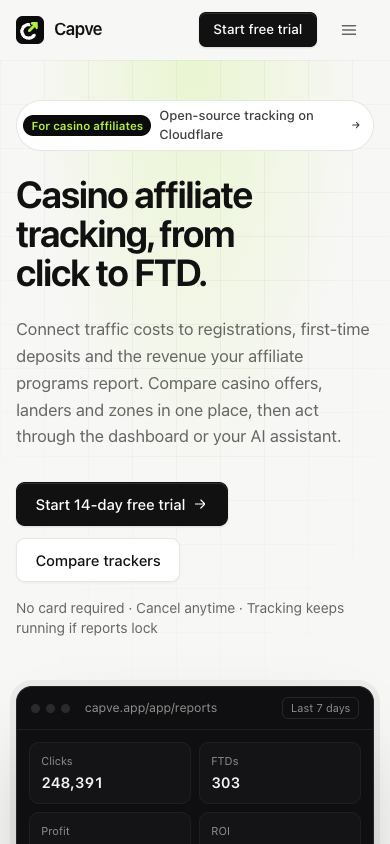 Capve
Start free trial
For casino affiliates
Open-source tracking on
Cloudflare
Casino affiliate
tracking, from
click to FTD.
Connect traffic costs to registrations, first-time
deposits and the revenue your affiliate
programs report. Compare casino offers,
landers and zones in one place, then act
through the dashboard or your AI assistant.
Start 14-day free trial →
Compare trackers
No card required · Cancel anytime · Tracking keeps
running if reports lock
capve.app/app/reports
Last 7 days
Clicks
248,391
FTDs
303
Profit
ROI